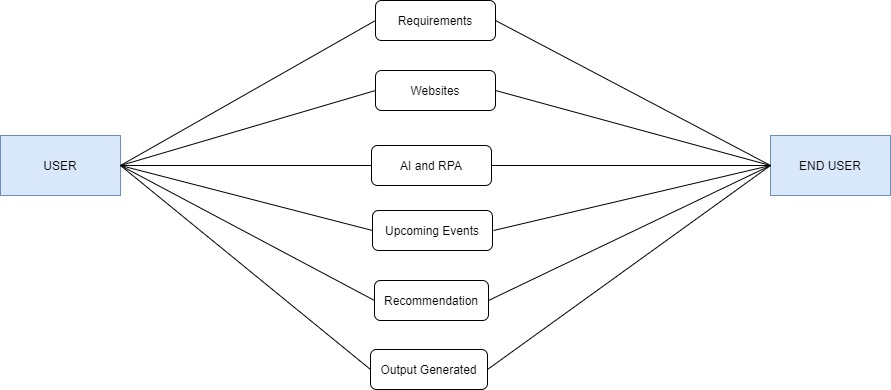 Requirements
Websites
USER
AI and RPA
END USER
Upcoming Events
Recommendation
Output Generated